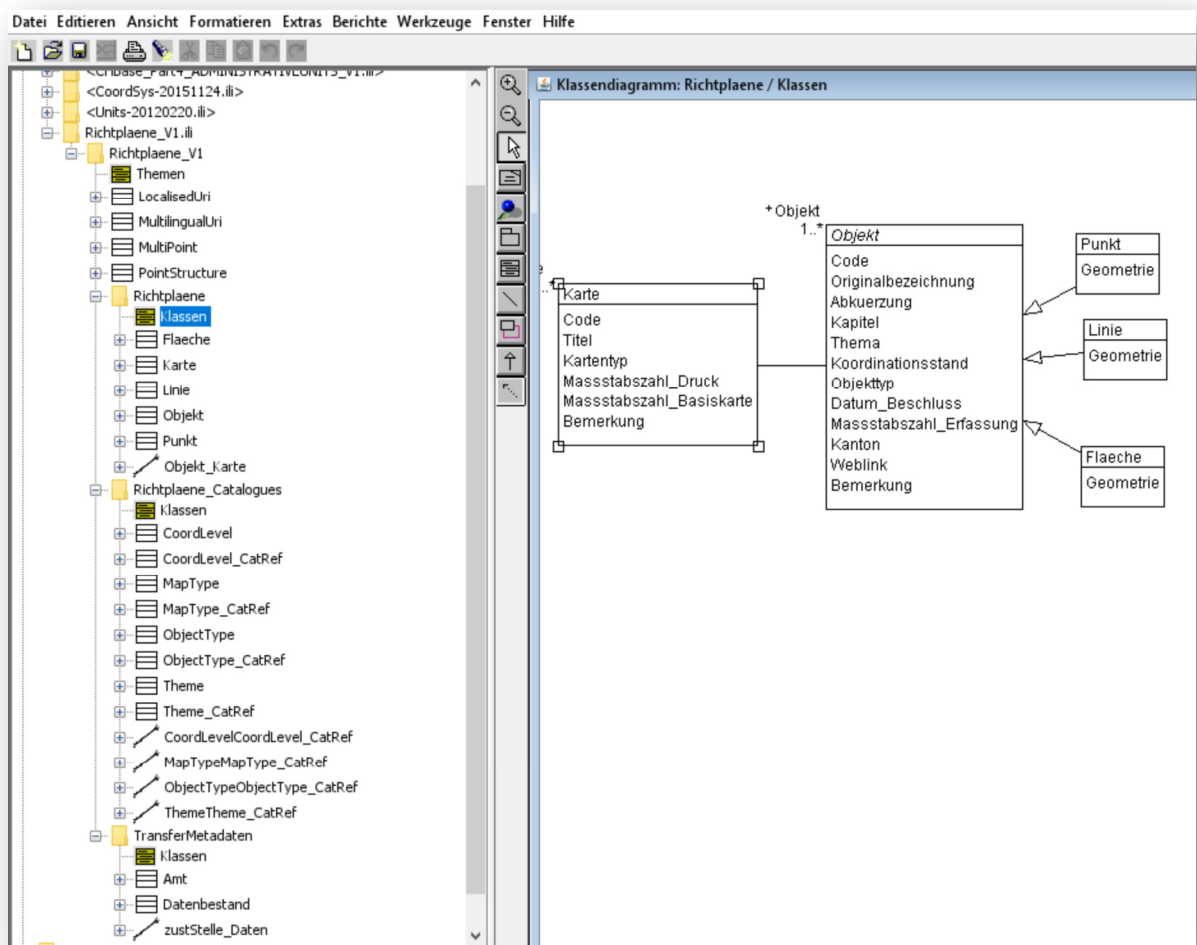 Datei Editieren Ansicht Formatieren Extras Berichte Werkzeuge Fenster Hilfe
<CoordSys-20151124.ili>
<Units-20120220.ili>
Richtplaene_V1.ili
Richtplaene_V1
Themen
LocalisedUri
MultilingualUri
MultiPoint
PointStructure
Richtplaene
Klassen
Flaeche
Karte
Linie
Objekt
Punkt
Objekt_Karte
Richtplaene_Catalogues
Klassen
CoordLevel
CoordLevel_CatRef
MapType
MapType_CatRef
ObjectType
ObjectType_CatRef
Theme
Theme_CatRef
CoordLevelCoordLevel_CatRef
MapTypeMapType_CatRef
ObjectTypeObjectType_CatRef
ThemeTheme_CatRef
TransferMetadaten
Klassen
Amt
Datenbestand
zustStelle_Daten
Klassendiagramm: Richtplaene / Klassen
e
..*
Karte
Code
Titel
Kartentyp
Massstabszahl_Druck
Massstabszahl_Basiskarte
Bemerkung
+Objekt
1..*
Objekt
Code
Originalbezeichnung
Abkuerzung
Kapitel
Thema
Koordinationsstand
Objekttyp
Datum_Beschluss
Massstabszahl_Erfassung
Kanton
Weblink
Bemerkung
Punkt
Geometrie
Linie
Geometrie
Flaeche
Geometrie